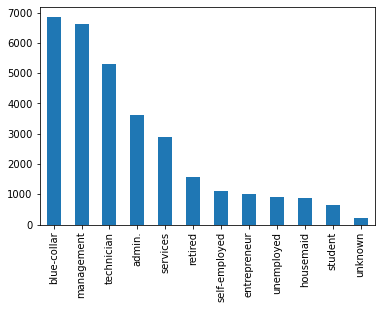 7000
6000
5000
4000
3000
2000
1000
0
blue-collar
management
technician
admin.
services
retired
self-employed
entrepreneur
unemployed
housemaid
student
unknown